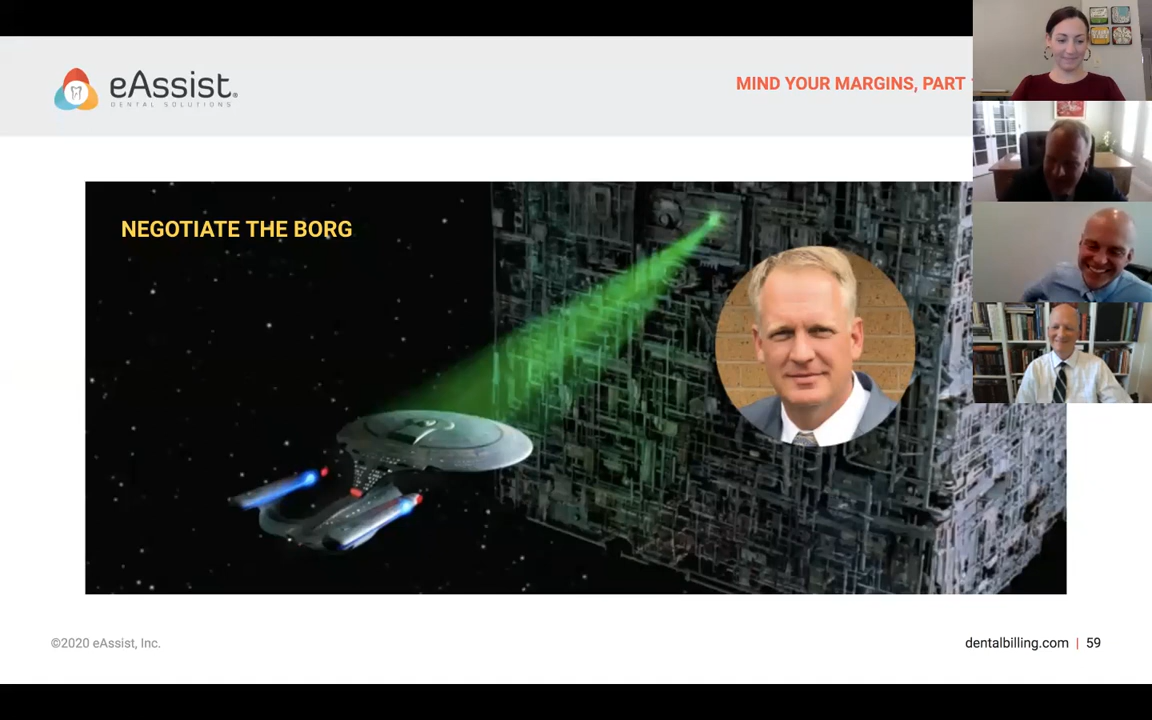 eAssist®
DENTAL SOLUTIONS
MIND YOUR MARGINS, PART
NEGOTIATE THE BORG
©2020 eAssist, Inc.
dentalbilling.com | 59